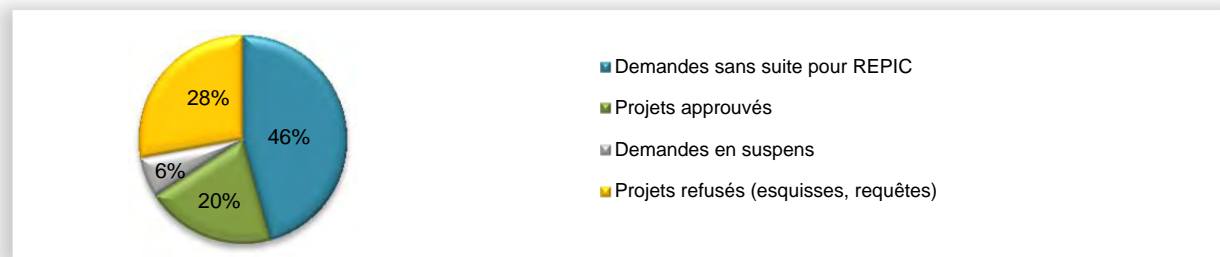 28%
46%
6%
20%
Demandes sans suite pour REPIC
Projets approuvés
Demandes en suspens
Projets refusés (esquisses, requêtes)